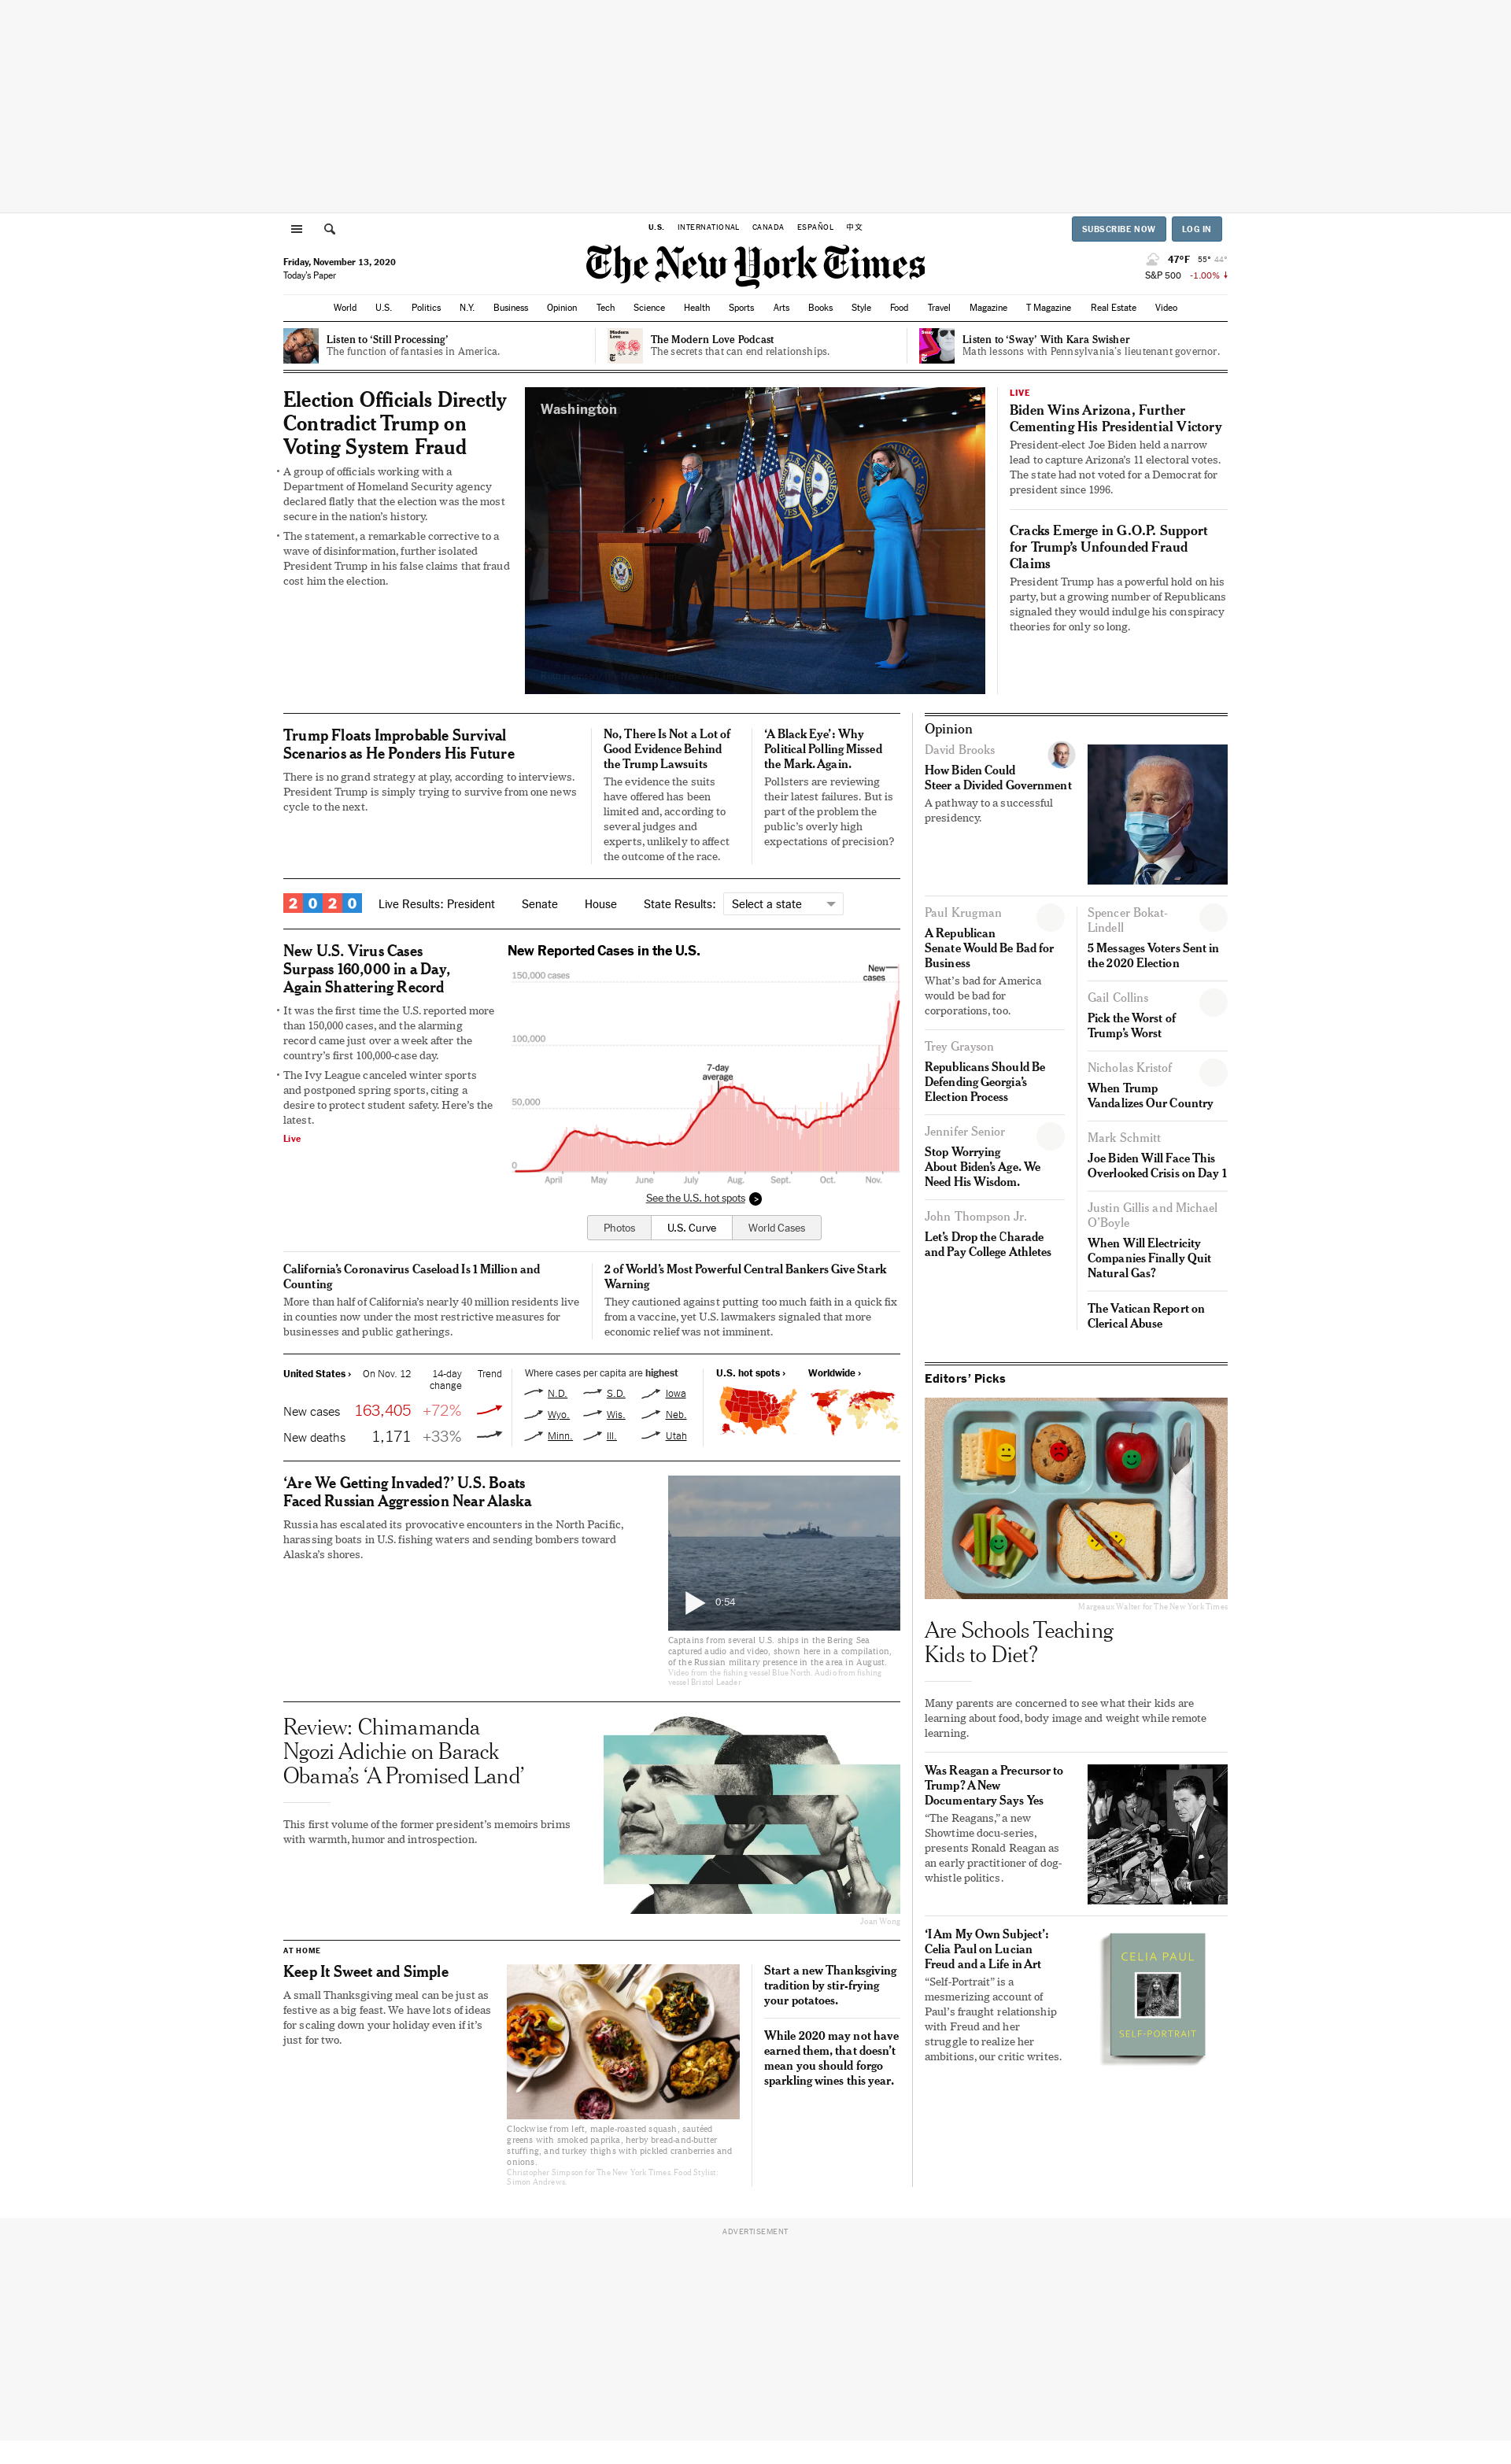 U.S. INTERNATIONAL CANADA ESPAÑOL 中文
SUBSCRIBE NOW LOG IN
Friday, November 13, 2020
Today's Paper
The New York Times
47°F 55° 44°
S&P 500 -1.00%
World U.S. Politics N.Y. Business Opinion Tech Science Health Sports Arts Books Style Food Travel Magazine T Magazine Real Estate Video
Listen to ‘Still Processing’
The function of fantasies in America.
Modern Love
The Modern Love Podcast
The secrets that can end relationships.
Listen to ‘Sway’ With Kara Swisher
Math lessons with Pennsylvania’s lieutenant governor.
Election Officials Directly
Contradict Trump on
Voting System Fraud
A group of officials working with a
Department of Homeland Security agency
declared flatly that the election was the most
secure in the nation’s history.
The statement, a remarkable corrective to a
wave of disinformation, further isolated
President Trump in his false claims that fraud
cost him the election.
Washington
LIVE
Biden Wins Arizona, Further
Cementing His Presidential Victory
President-elect Joe Biden held a narrow
lead to capture Arizona’s 11 electoral votes.
The state had not voted for a Democrat for
president since 1996.
Cracks Emerge in G.O.P. Support
for Trump’s Unfounded Fraud
Claims
President Trump has a powerful hold on his
party, but a growing number of Republicans
signaled they would indulge his conspiracy
theories for only so long.
Trump Floats Improbable Survival
Scenarios as He Ponders His Future
There is no grand strategy at play, according to interviews.
President Trump is simply trying to survive from one news
cycle to the next.
No, There Is Not a Lot of
Good Evidence Behind
the Trump Lawsuits
The evidence the suits
have offered has been
limited and, according to
several judges and
experts, unlikely to affect
the outcome of the race.
‘A Black Eye’: Why
Political Polling Missed
the Mark. Again.
Pollsters are reviewing
their latest failures. But is
part of the problem the
public’s overly high
expectations of precision?
2020 Live Results: President Senate House State Results: Select a state
New U.S. Virus Cases
Surpass 160,000 in a Day,
Again Shattering Record
It was the first time the U.S. reported more
than 150,000 cases, and the alarming
record came just over a week after the
country’s first 100,000-case day.
The Ivy League canceled winter sports
and postponed spring sports, citing a
desire to protect student safety. Here’s the
latest.
Live
New Reported Cases in the U.S.
150,000 cases
New
cases
100,000
7-day
average
50,000
0
April May June July Aug. Sept. Oct. Nov.
See the U.S. hot spots >
Photos U.S. Curve World Cases
California’s Coronavirus Caseload Is 1 Million and
Counting
More than half of California’s nearly 40 million residents live
in counties now under the most restrictive measures for
businesses and public gatherings.
2 of World’s Most Powerful Central Bankers Give Stark
Warning
They cautioned against putting too much faith in a quick fix
from a vaccine, yet U.S. lawmakers signaled that more
economic relief was not imminent.
United States › On Nov. 12 14-day
change Trend
New cases 163,405 +72%
New deaths 1,171 +33%
Where cases per capita are highest
N.D. S.D. Iowa
Wyo. Wis. Neb.
Minn. Ill. Utah
U.S. hot spots › Worldwide ›
‘Are We Getting Invaded?’ U.S. Boats
Faced Russian Aggression Near Alaska
Russia has escalated its provocative encounters in the North Pacific,
harassing boats in U.S. fishing waters and sending bombers toward
Alaska’s shores.
0:54
Captains from several U.S. ships in the Bering Sea
captured audio and video, shown here in a compilation,
of the Russian military presence in the area in August.
Video from the fishing vessel Blue North. Audio from fishing
vessel Bristol Leader
Review: Chimamanda
Ngozi Adichie on Barack
Obama’s ‘A Promised Land’
This first volume of the former president’s memoirs brims
with warmth, humor and introspection.
Joan Wong
AT HOME
Keep It Sweet and Simple
A small Thanksgiving meal can be just as
festive as a big feast. We have lots of ideas
for scaling down your holiday even if it’s
just for two.
Clockwise from left, maple-roasted squash, sautéed
greens with smoked paprika, herby bread-and-butter
stuffing, and turkey thighs with pickled cranberries and
onions.
Christopher Simpson for The New York Times. Food Stylist:
Simon Andrews.
Start a new Thanksgiving
tradition by stir-frying
your potatoes.
While 2020 may not have
earned them, that doesn’t
mean you should forgo
sparkling wines this year.
Opinion
David Brooks
How Biden Could
Steer a Divided Government
A pathway to a successful
presidency.
Paul Krugman
A Republican
Senate Would Be Bad for
Business
What’s bad for America
would be bad for
corporations, too.
Trey Grayson
Republicans Should Be
Defending Georgia’s
Election Process
Jennifer Senior
Stop Worrying
About Biden’s Age. We
Need His Wisdom.
John Thompson Jr.
Let’s Drop the Charade
and Pay College Athletes
Spencer Bokat-
Lindell
5 Messages Voters Sent in
the 2020 Election
Gail Collins
Pick the Worst of
Trump’s Worst
Nicholas Kristof
When Trump
Vandalizes Our Country
Mark Schmitt
Joe Biden Will Face This
Overlooked Crisis on Day 1
Justin Gillis and Michael
O’Boyle
When Will Electricity
Companies Finally Quit
Natural Gas?
The Vatican Report on
Clerical Abuse
Editors’ Picks
Margeaux Walter for The New York Times
Are Schools Teaching
Kids to Diet?
Many parents are concerned to see what their kids are
learning about food, body image and weight while remote
learning.
Was Reagan a Precursor to
Trump? A New
Documentary Says Yes
“The Reagans,” a new
Showtime docu-series,
presents Ronald Reagan as
an early practitioner of dog-
whistle politics.
‘I Am My Own Subject’:
Celia Paul on Lucian
Freud and a Life in Art
“Self-Portrait” is a
mesmerizing account of
Paul’s fraught relationship
with Freud and her
struggle to realize her
ambitions, our critic writes.
CELIA PAUL
SELF-PORTRAIT
ADVERTISEMENT